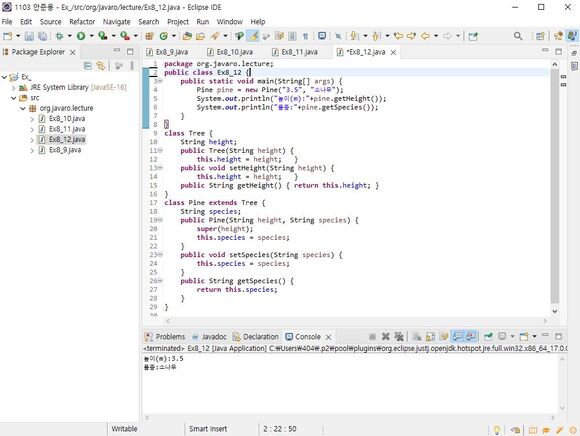 1103 안준용 - Ex_/src/org/javaro/lecture/Ex8_12.java - Eclipse IDE
File Edit Source Refactor Navigate Search Project Run Window Help
Package Explorer
Ex_
JRE System Library [JavaSE-16]
src
org.javaro.lecture
Ex8_10.java
Ex8_11.java
Ex8_12.java
Ex8_9.java
Ex8_9.java Ex8_10.java Ex8_11.java *Ex8_12.java
1 package org.javaro.lecture;
2 public class Ex8_12 {
3 public static void main(String[] args) {
4 Pine pine = new Pine("3.5", "소나무");
5 System.out.println("높이(m):"+pine.getHeight());
6 System.out.println("품종:"+pine.getSpecies());
7 }
8 }
9 class Tree {
10 String height;
11 public Tree(String height) {
12 this.height = height; }
13 public void setHeight(String height) {
14 this.height = height; }
15 public String getHeight() { return this.height; }
16 }
17 class Pine extends Tree {
18 String species;
19 public Pine(String height, String species) {
20 super(height);
21 this.species = species;
22 }
23 public void setSpecies(String species) {
24 this.species = species;
25 }
26 public String getSpecies() {
27 return this.species;
28 }
29 }
Problems Javadoc Declaration Console
<terminated> Ex8_12 [Java Application] C:₩Users₩404₩.p2₩pool₩plugins₩org.eclipse.justj.openjdk.hotspot.jre.full.win32.x86_64_17.0.0
높이(m):3.5
품종:소나무
Writable Smart Insert 2 : 22 : 50